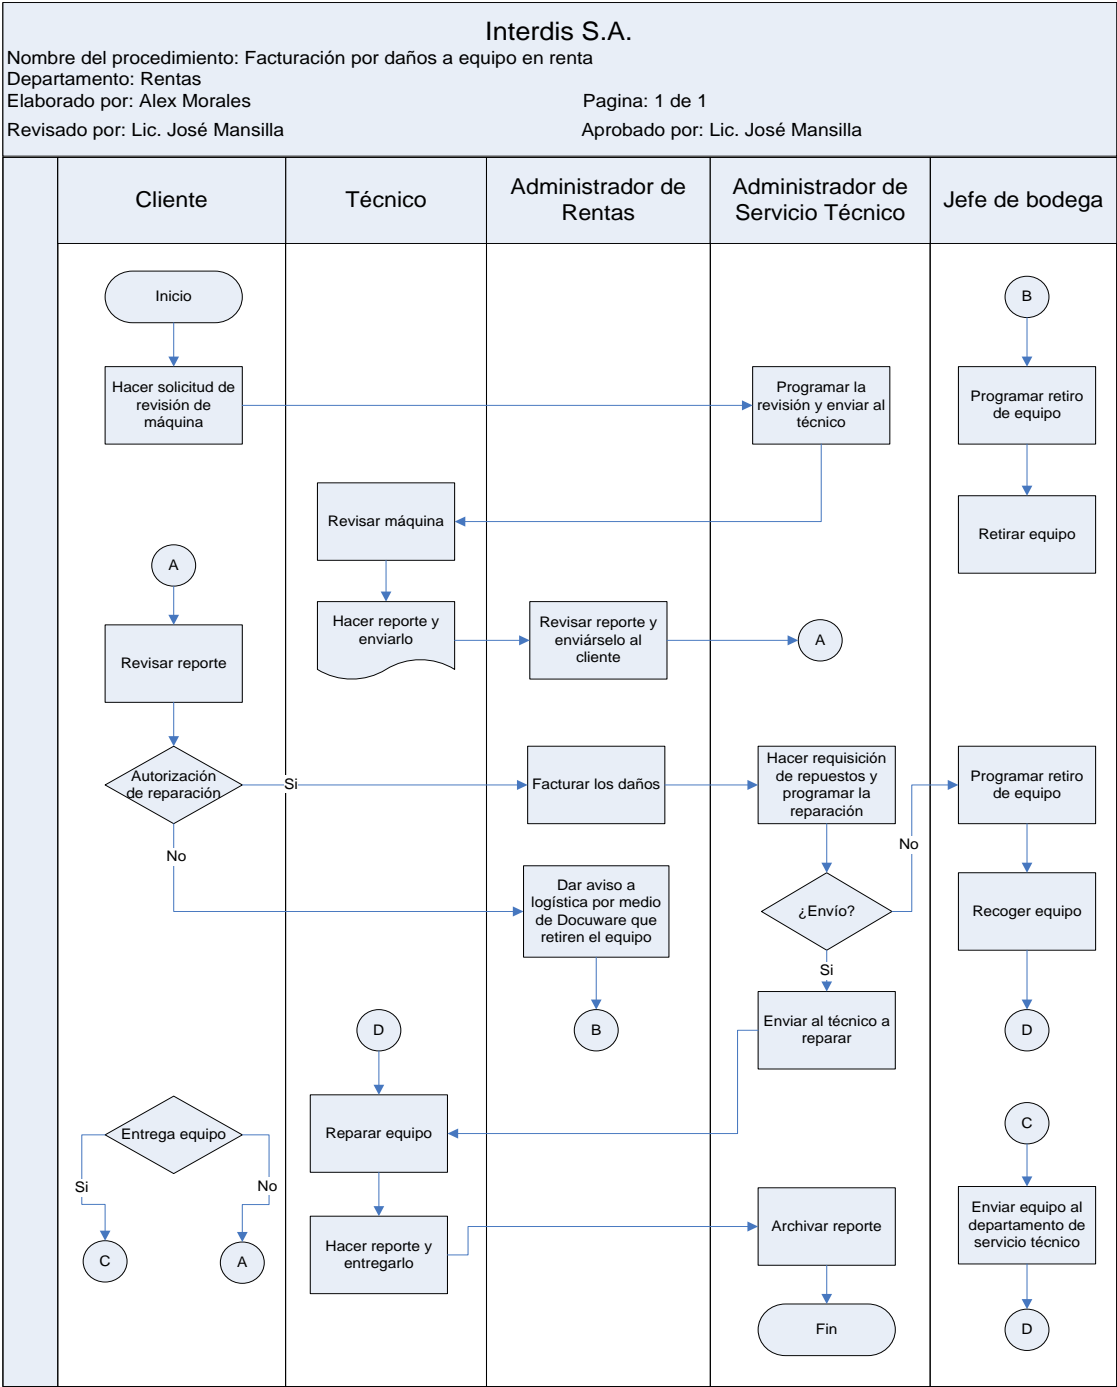 Interdis S.A.
Nombre del procedimiento: Facturación por daños a equipo en renta
Departamento: Rentas
Elaborado por: Alex Morales
Pagina: 1 de 1
Revisado por: Lic. José Mansilla
Aprobado por: Lic. José Mansilla
Cliente
Técnico
Administrador de
Rentas
Administrador de
Servicio Técnico
Jefe de bodega
Inicio
B
Hacer solicitud de
revisión de
máquina
Programar la
revisión y enviar al
técnico
Programar retiro
de equipo
Revisar máquina
Retirar equipo
A
Hacer reporte y
enviarlo
Revisar reporte y
enviárselo al
cliente
A
Revisar reporte
Autorización
de reparación
Si
Facturar los daños
Hacer requisición
de repuestos y
programar la
reparación
Programar retiro
de equipo
No
No
Dar aviso a
logística por medio
de Docuware que
retiren el equipo
¿Envío?
Recoger equipo
Si
D
B
Enviar al técnico a
reparar
D
Entrega equipo
Reparar equipo
C
Si
No
Hacer reporte y
entregarlo
Archivar reporte
Enviar equipo al
departamento de
servicio técnico
C
A
Fin
D